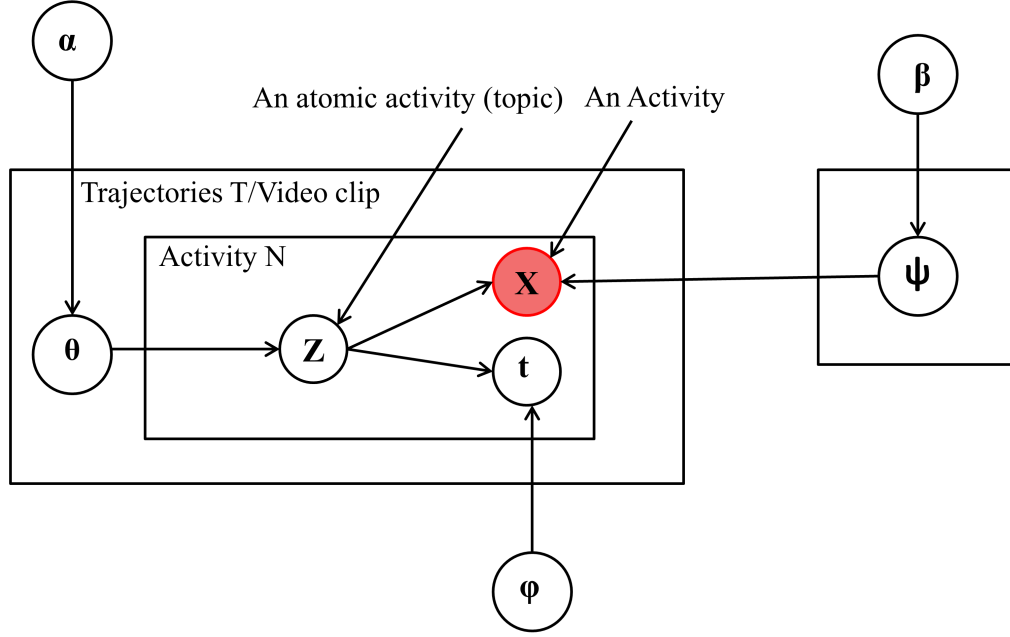 α
β
An atomic activity (topic) An Activity
Trajectories T/Video clip
Activity N
X
ψ
θ
Z
t
φ